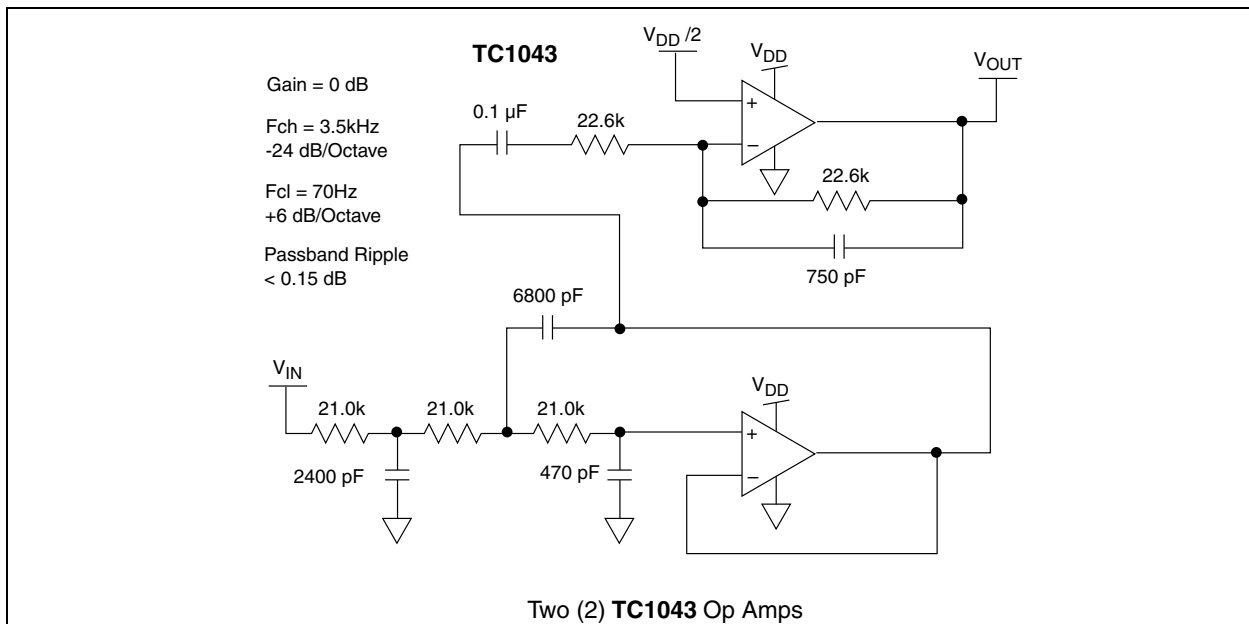 V_DD /2
TC1043
V_DD
V_OUT
Gain = 0 dB
0.1 µF
+
Fch = 3.5kHz
22.6k
-24 dB/Octave
−
Fcl = 70Hz
22.6k
+6 dB/Octave
Passband Ripple
< 0.15 dB
750 pF
6800 pF
V_IN
V_DD
21.0k
21.0k
21.0k
+
2400 pF
470 pF
−
Two (2) TC1043 Op Amps